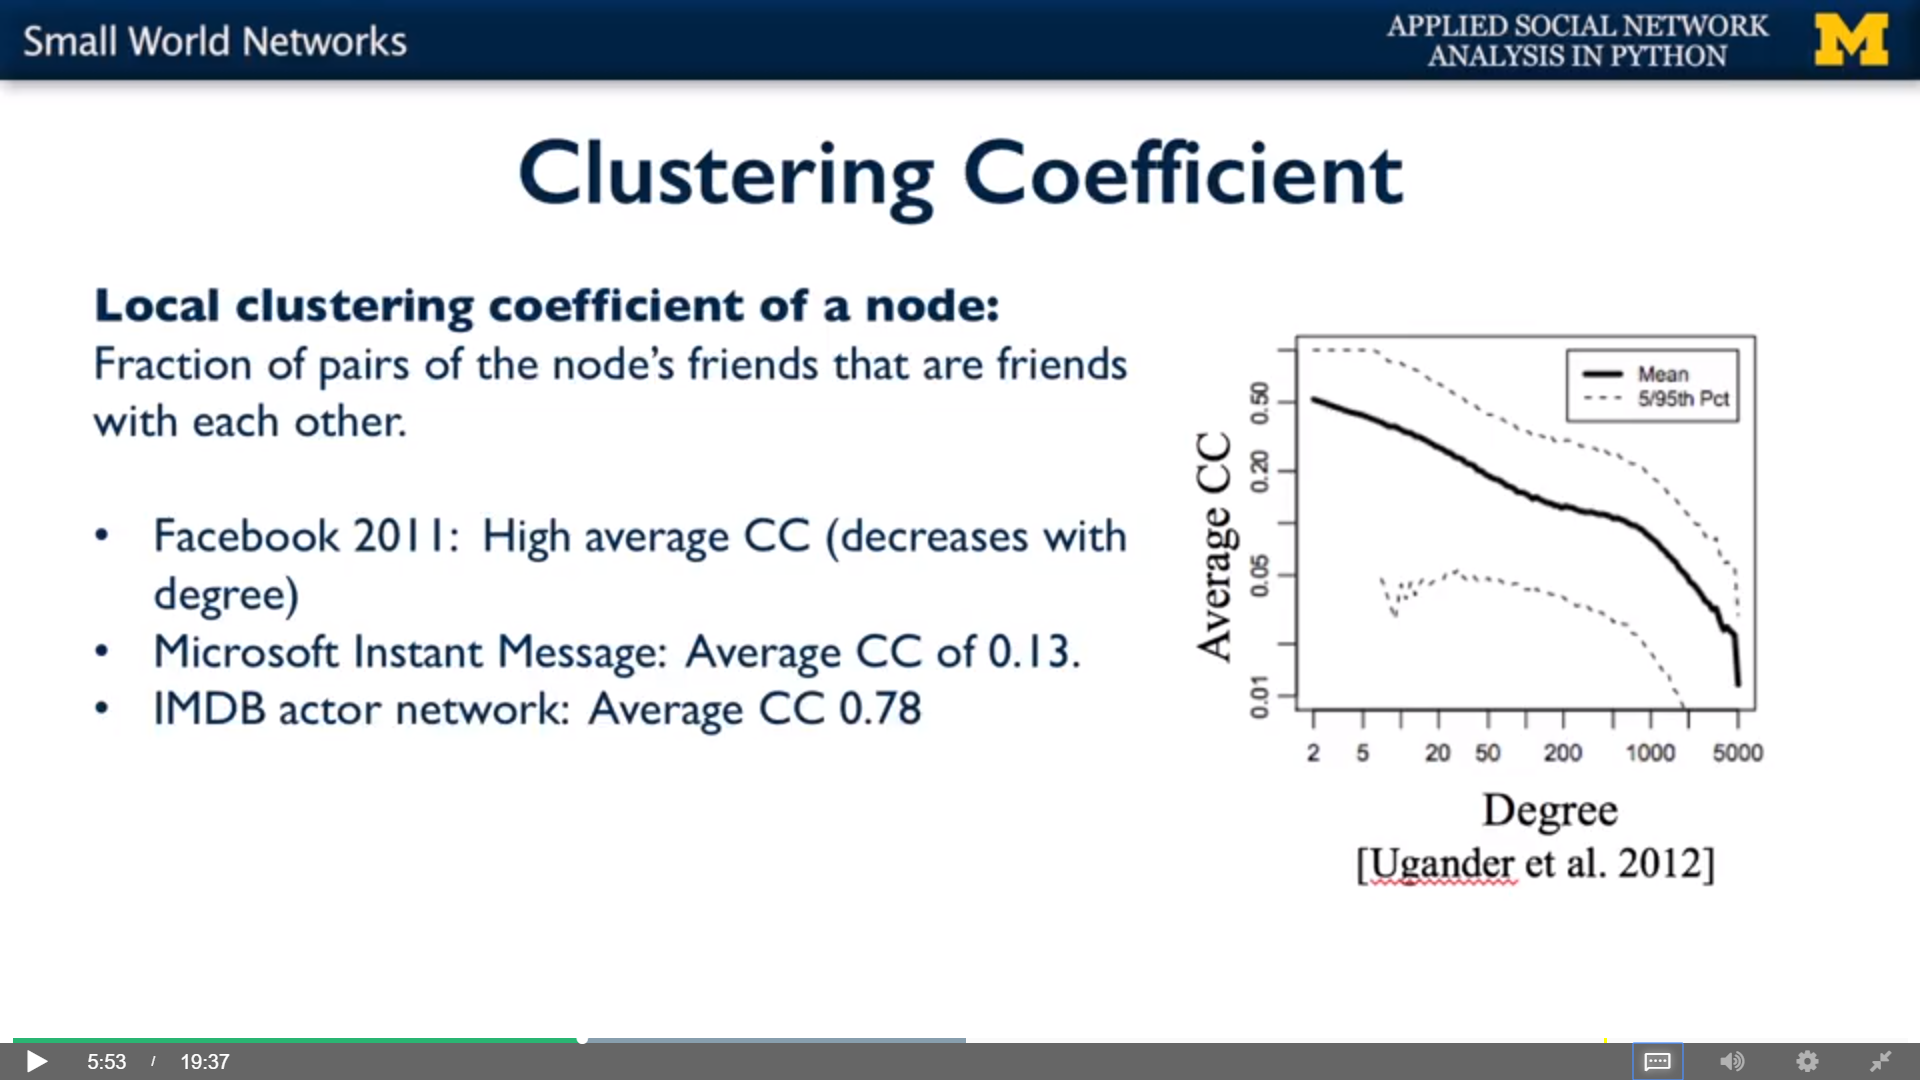 Small World Networks
APPLIED SOCIAL NETWORK
ANALYSIS IN PYTHON
M
Clustering Coefficient
Local clustering coefficient of a node:
Fraction of pairs of the node’s friends that are friends
with each other.
• Facebook 2011: High average CC (decreases with
degree)
• Microsoft Instant Message: Average CC of 0.13.
• IMDB actor network: Average CC 0.78
Mean
5/95th Pct
Average CC
0.50
0.20
0.05
0.01
2 5 20 50 200 1000 5000
Degree
[Ugander et al. 2012]
5:53 / 19:37